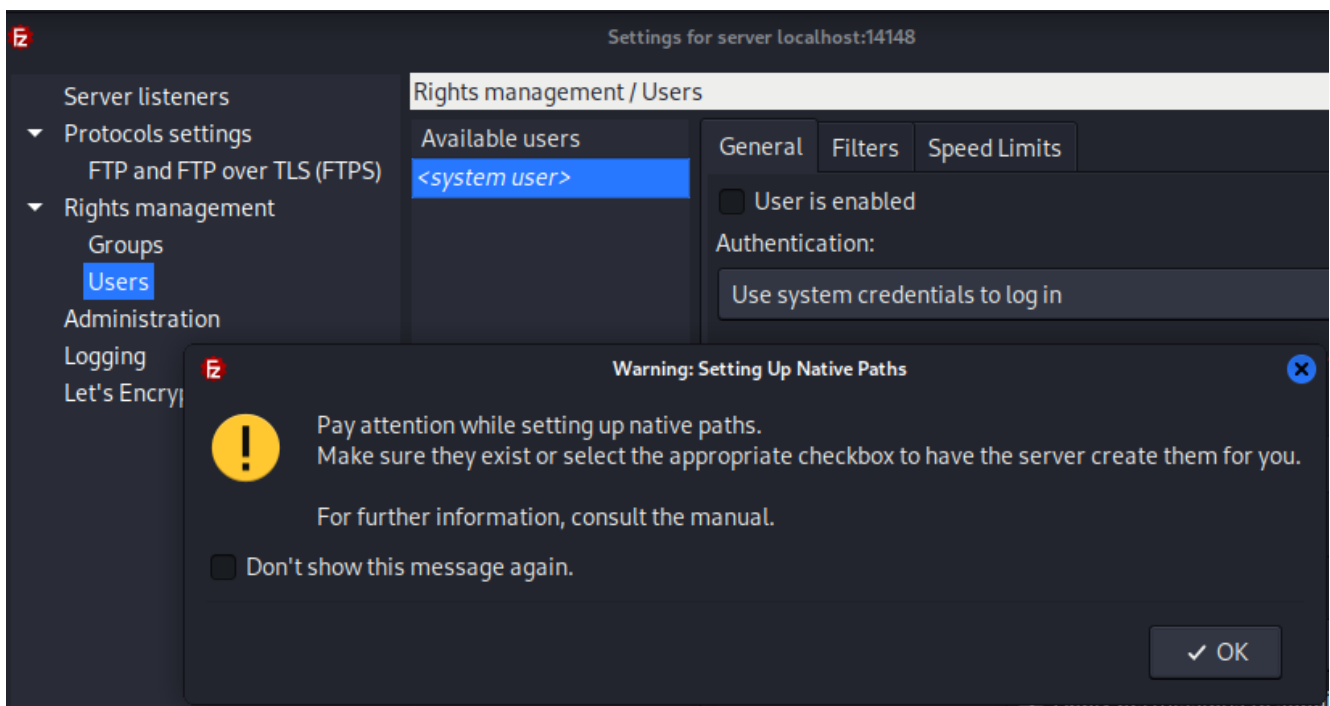 Settings for server localhost:14148
Server listeners
Protocols settings
FTP and FTP over TLS (FTPS)
Rights management
Groups
Users
Administration
Logging
Rights management / Users
Available users
<system user>
General Filters Speed Limits
User is enabled
Authentication:
Use system credentials to log in
Warning: Setting Up Native Paths
Pay attention while setting up native paths.
Make sure they exist or select the appropriate checkbox to have the server create them for you.
For further information, consult the manual.
Don't show this message again.
OK
Let's